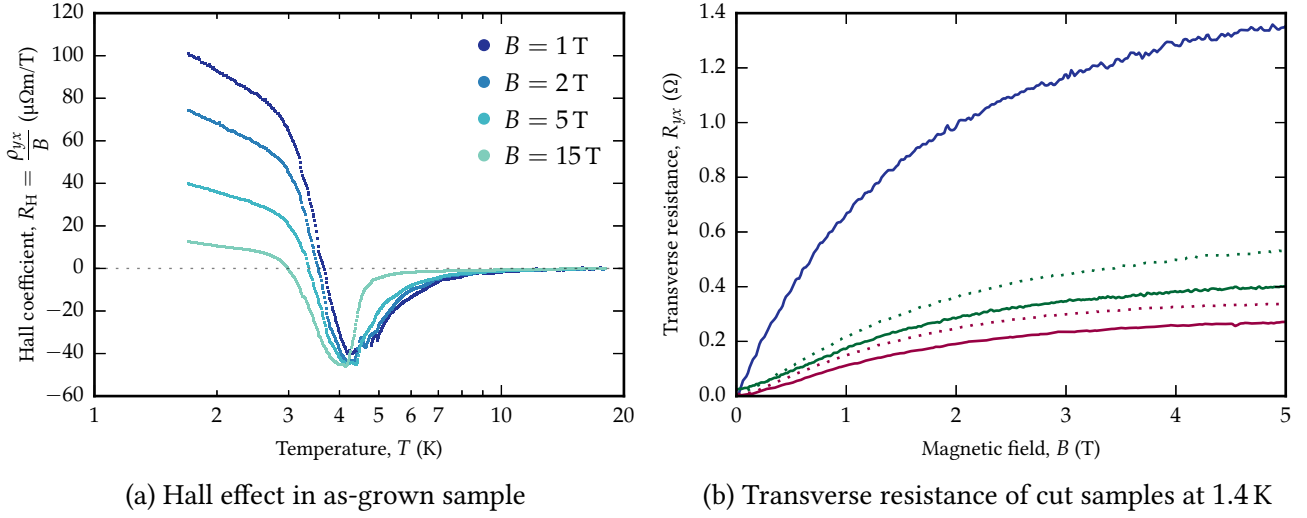 120
100
80
60
40
20
0
−20
−40
−60
Hall coefficient, R_H = ρ_yx/B (μΩm/T)
B = 1 T
B = 2 T
B = 5 T
B = 15 T
1 2 3 4 5 6 7 10 20
Temperature, T (K)
(a) Hall effect in as-grown sample
1.4
1.2
1.0
0.8
0.6
0.4
0.2
0.0
Transverse resistance, R_yx (Ω)
0 1 2 3 4 5
Magnetic field, B (T)
(b) Transverse resistance of cut samples at 1.4 K